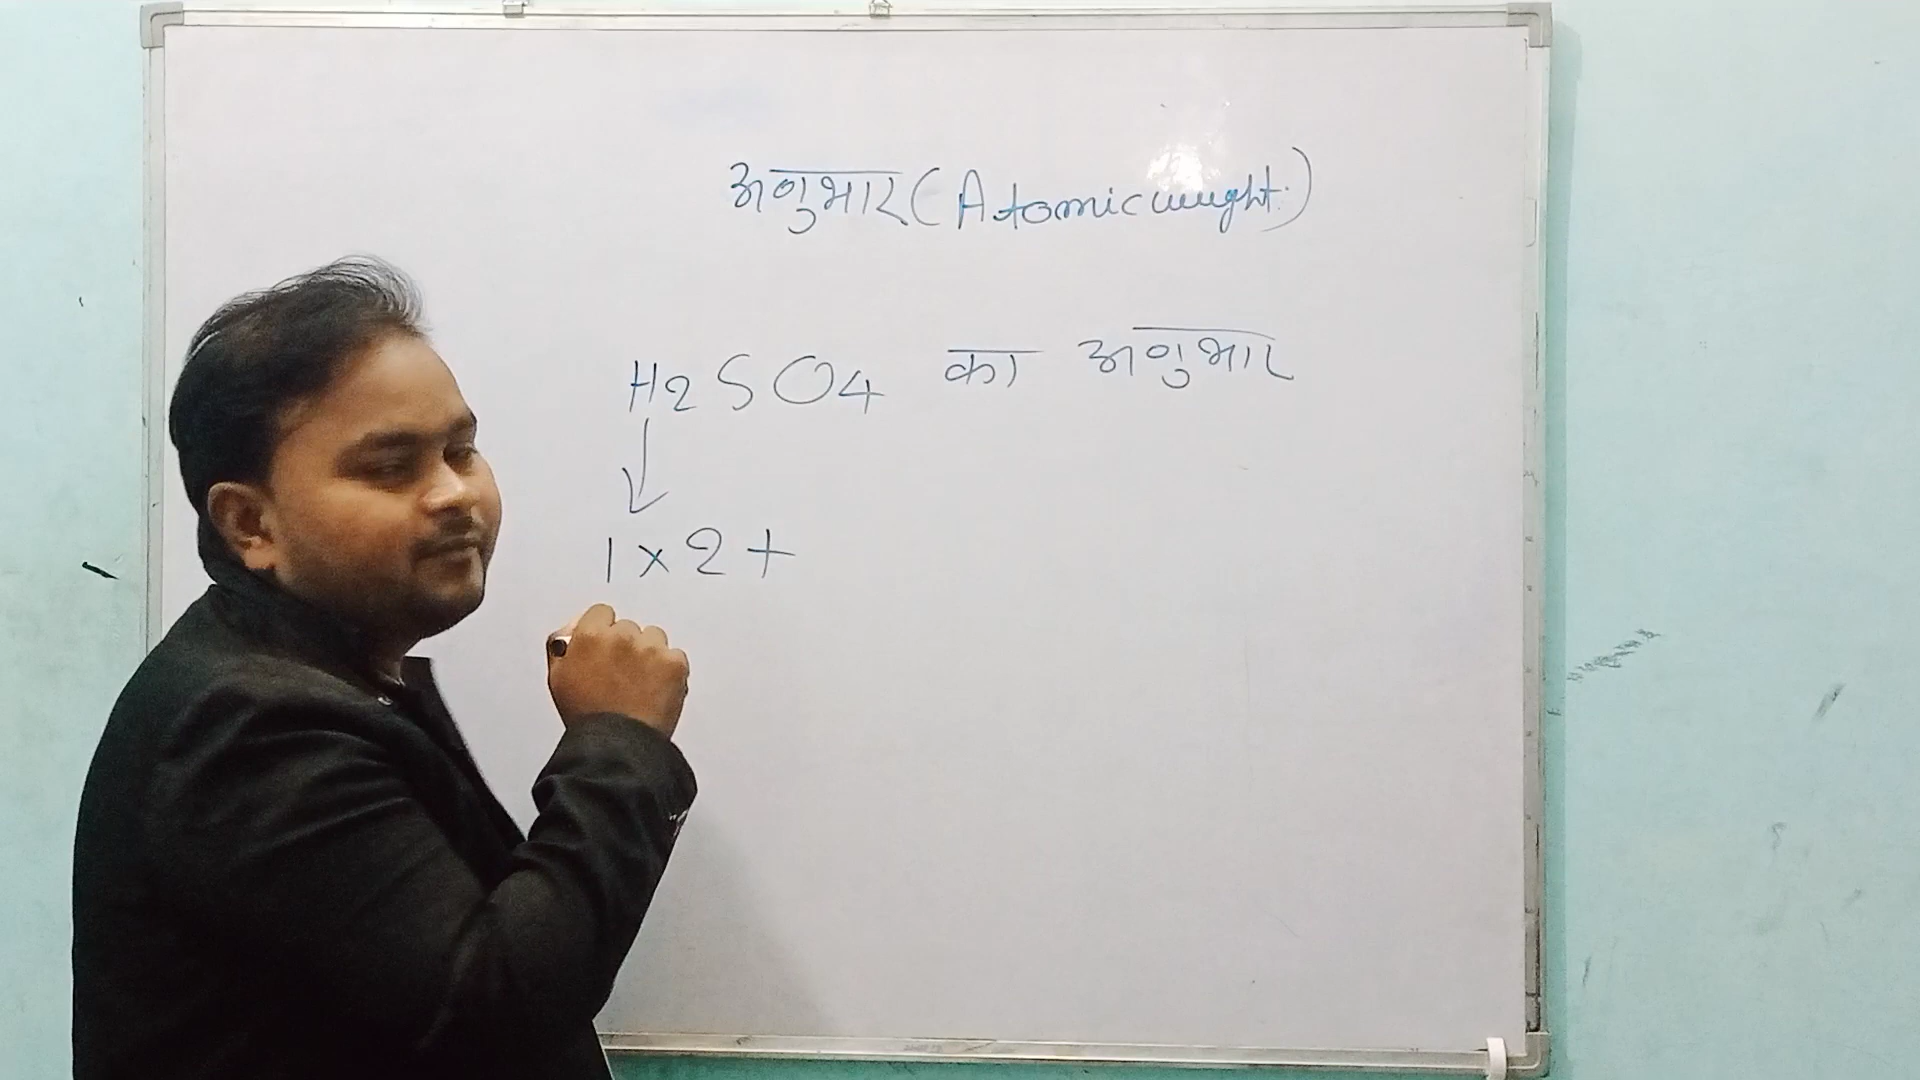 अणुभार (Atomic weight.)
H2SO4 का अणुभार
1 × 2 +